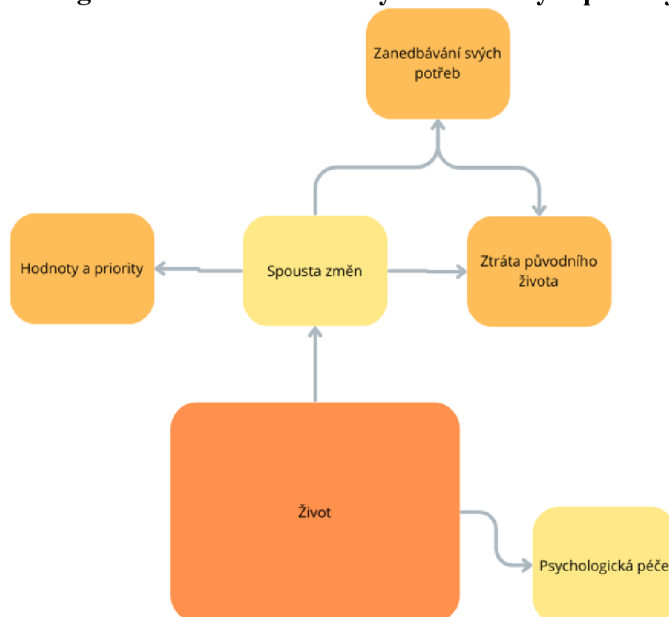 Zanedbávání svých
potřeb
Hodnoty a priority
Spousta změn
Ztráta původního
života
Život
Psychologická péče